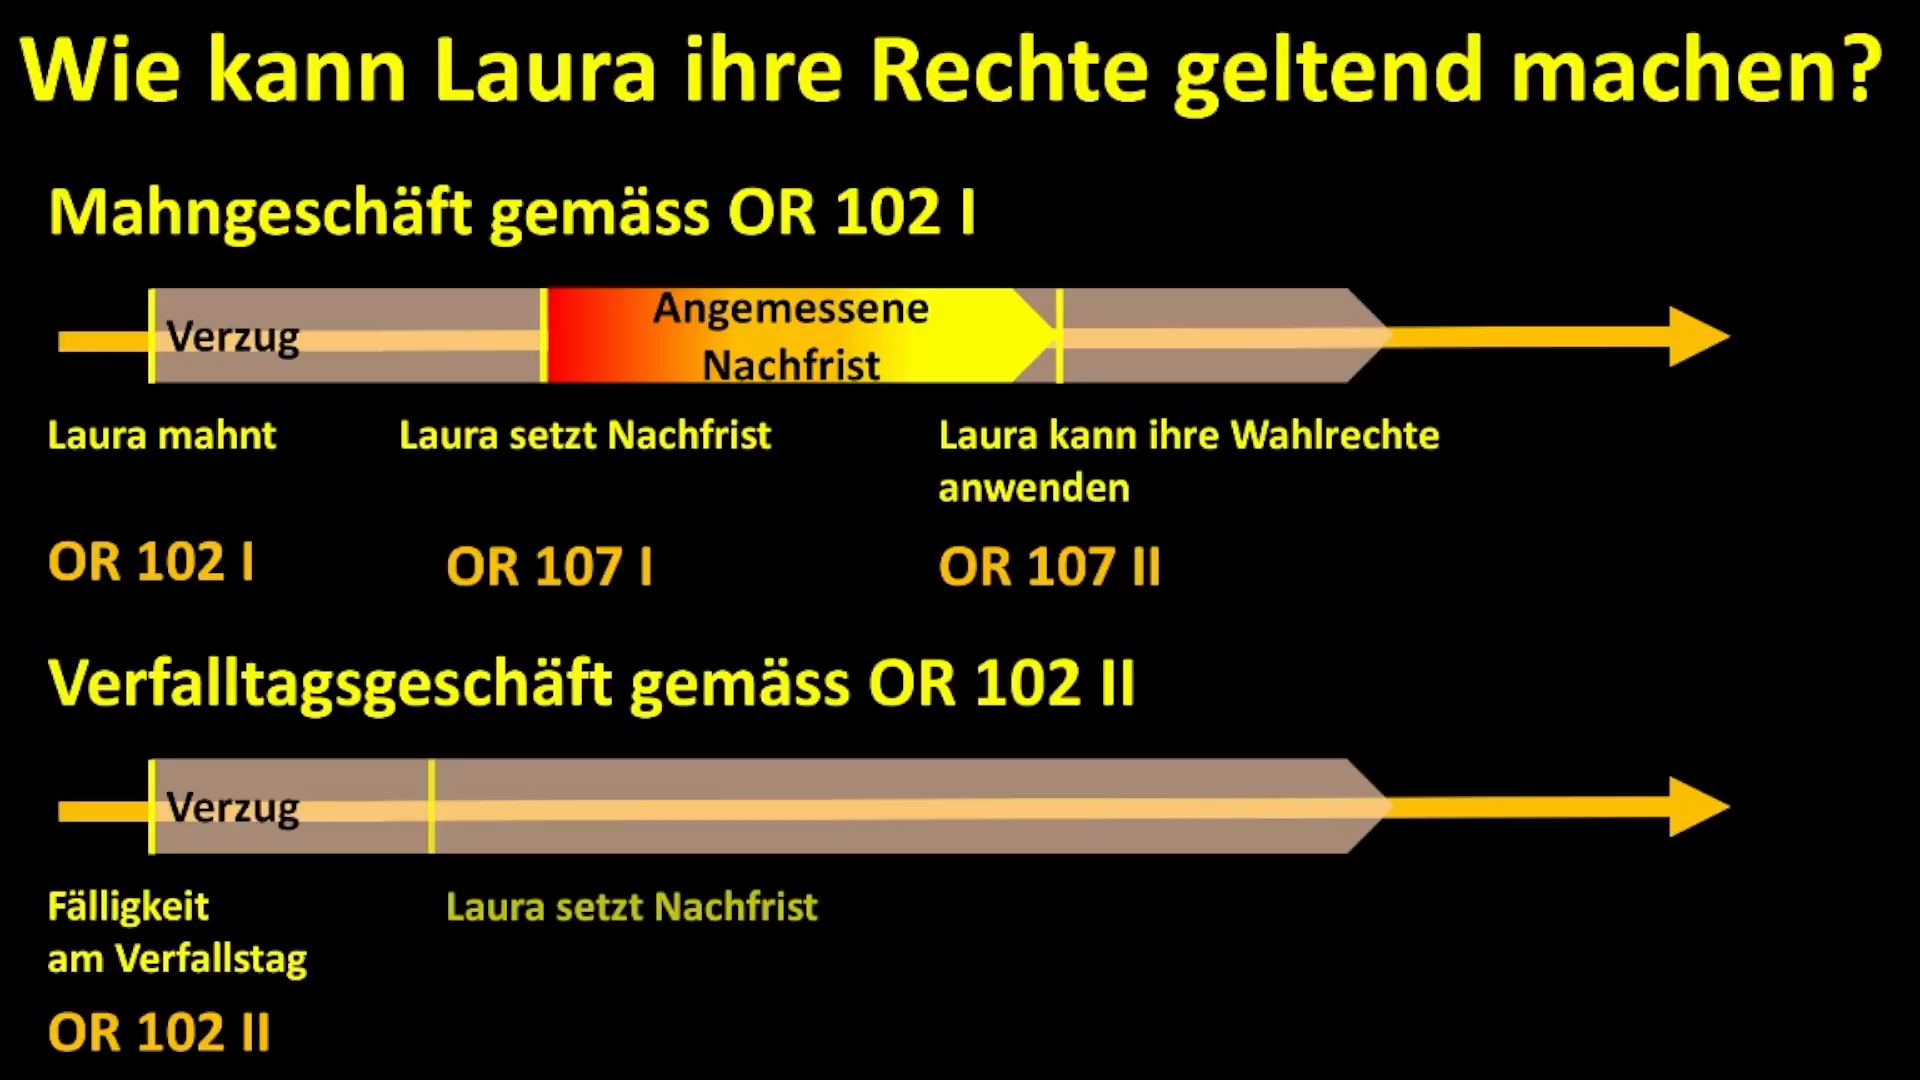 Wie kann Laura ihre Rechte geltend machen?
Mahngeschäft gemäss OR 102 I
Verzug
Angemessene
Nachfrist
Laura mahnt
Laura setzt Nachfrist
Laura kann ihre Wahlrechte
anwenden
OR 102 I
OR 107 I
OR 107 II
Verfalltagsgeschäft gemäss OR 102 II
Verzug
Fälligkeit
am Verfallstag
Laura setzt Nachfrist
OR 102 II